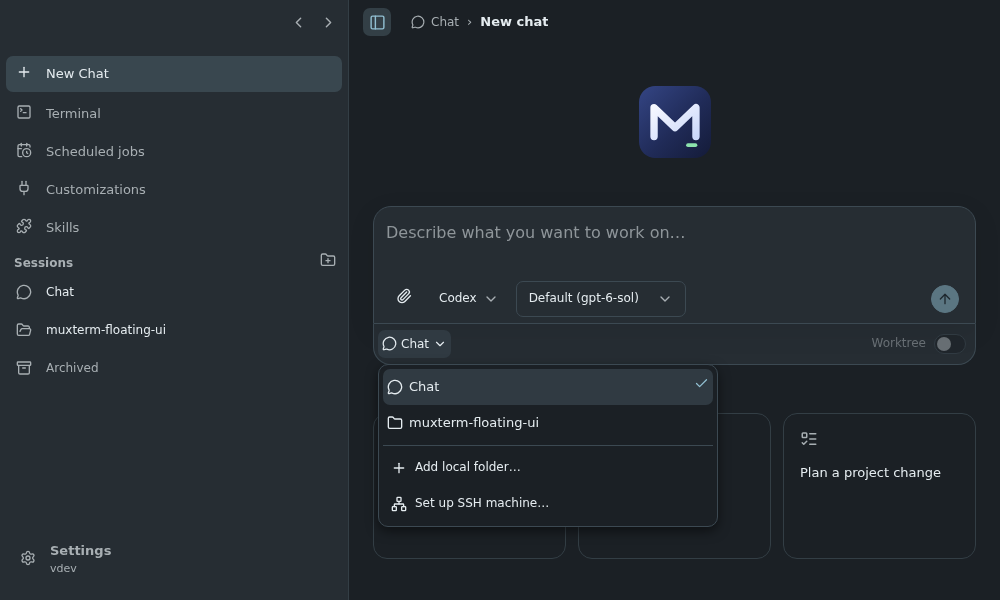 Chat › New chat
New Chat
Terminal
Scheduled jobs
Customizations
Skills
Sessions
Chat
muxterm-floating-ui
Archived
Settings
vdev
Describe what you want to work on...
Codex
Default (gpt-6-sol)
Chat
Worktree
Chat
muxterm-floating-ui
Add local folder...
Set up SSH machine...
Plan a project change